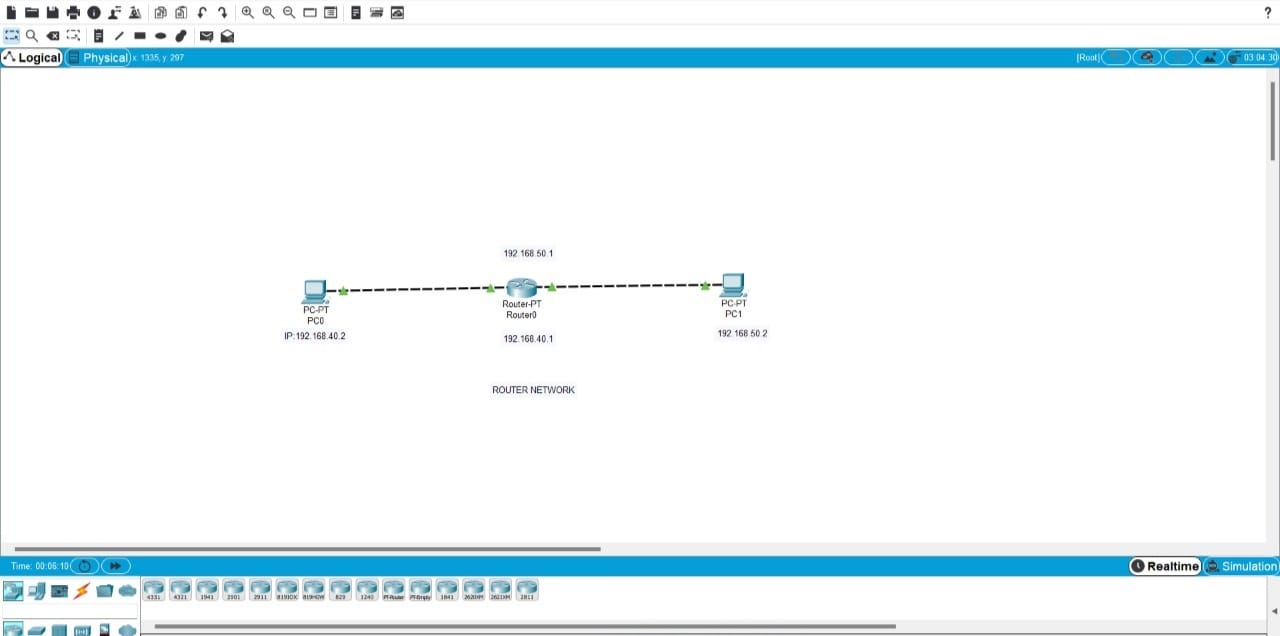 ?
Logical
Physical
x: 1335, y: 297
[Root]
03:04:30
192.168.50.1
Router-PT
Router0
192.168.40.1
PC-PT
PC0
IP:192.168.40.2
PC-PT
PC1
192.168.50.2
ROUTER NETWORK
Time: 00:06:10
Realtime
Simulation
4331
4321
1941
2901
2911
819IOX
819HGW
829
1240
PT-Router
PT-Empty
1841
2620XM
2621XM
2811